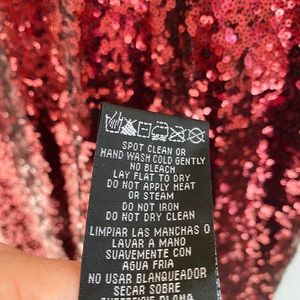 SPOT CLEAN OR
HAND WASH COLD GENTLY
NO BLEACH
LAY FLAT TO DRY
DO NOT APPLY HEAT
OR STEAM
DO NOT IRON
DO NOT DRY CLEAN
LIMPIAR LAS MANCHAS O
LAVAR A MANO
SUAVEMENTE CON
AGUA FRIA
NO USAR BLANQUEADOR
SECAR SOBRE